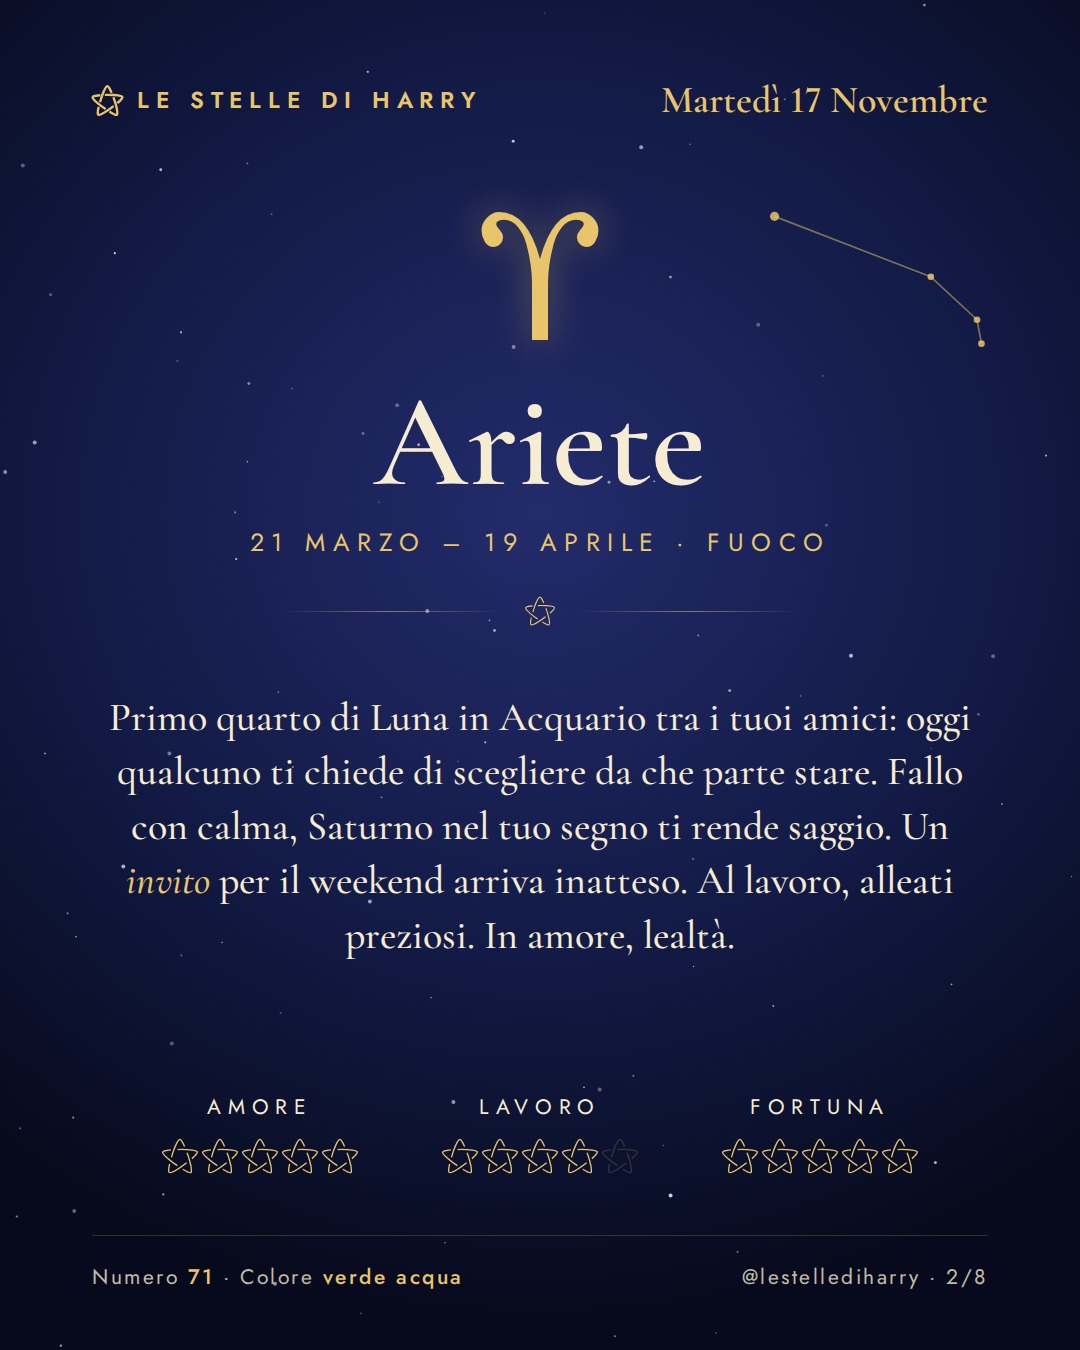 LE STELLE DI HARRY
Martedì 17 Novembre
Ariete
21 MARZO – 19 APRILE · FUOCO
Primo quarto di Luna in Acquario tra i tuoi amici: oggi
qualcuno ti chiede di scegliere da che parte stare. Fallo
con calma, Saturno nel tuo segno ti rende saggio. Un
invito per il weekend arriva inatteso. Al lavoro, alleati
preziosi. In amore, lealtà.
AMORE
LAVORO
FORTUNA
Numero 71 · Colore verde acqua
@lestellediharry · 2/8